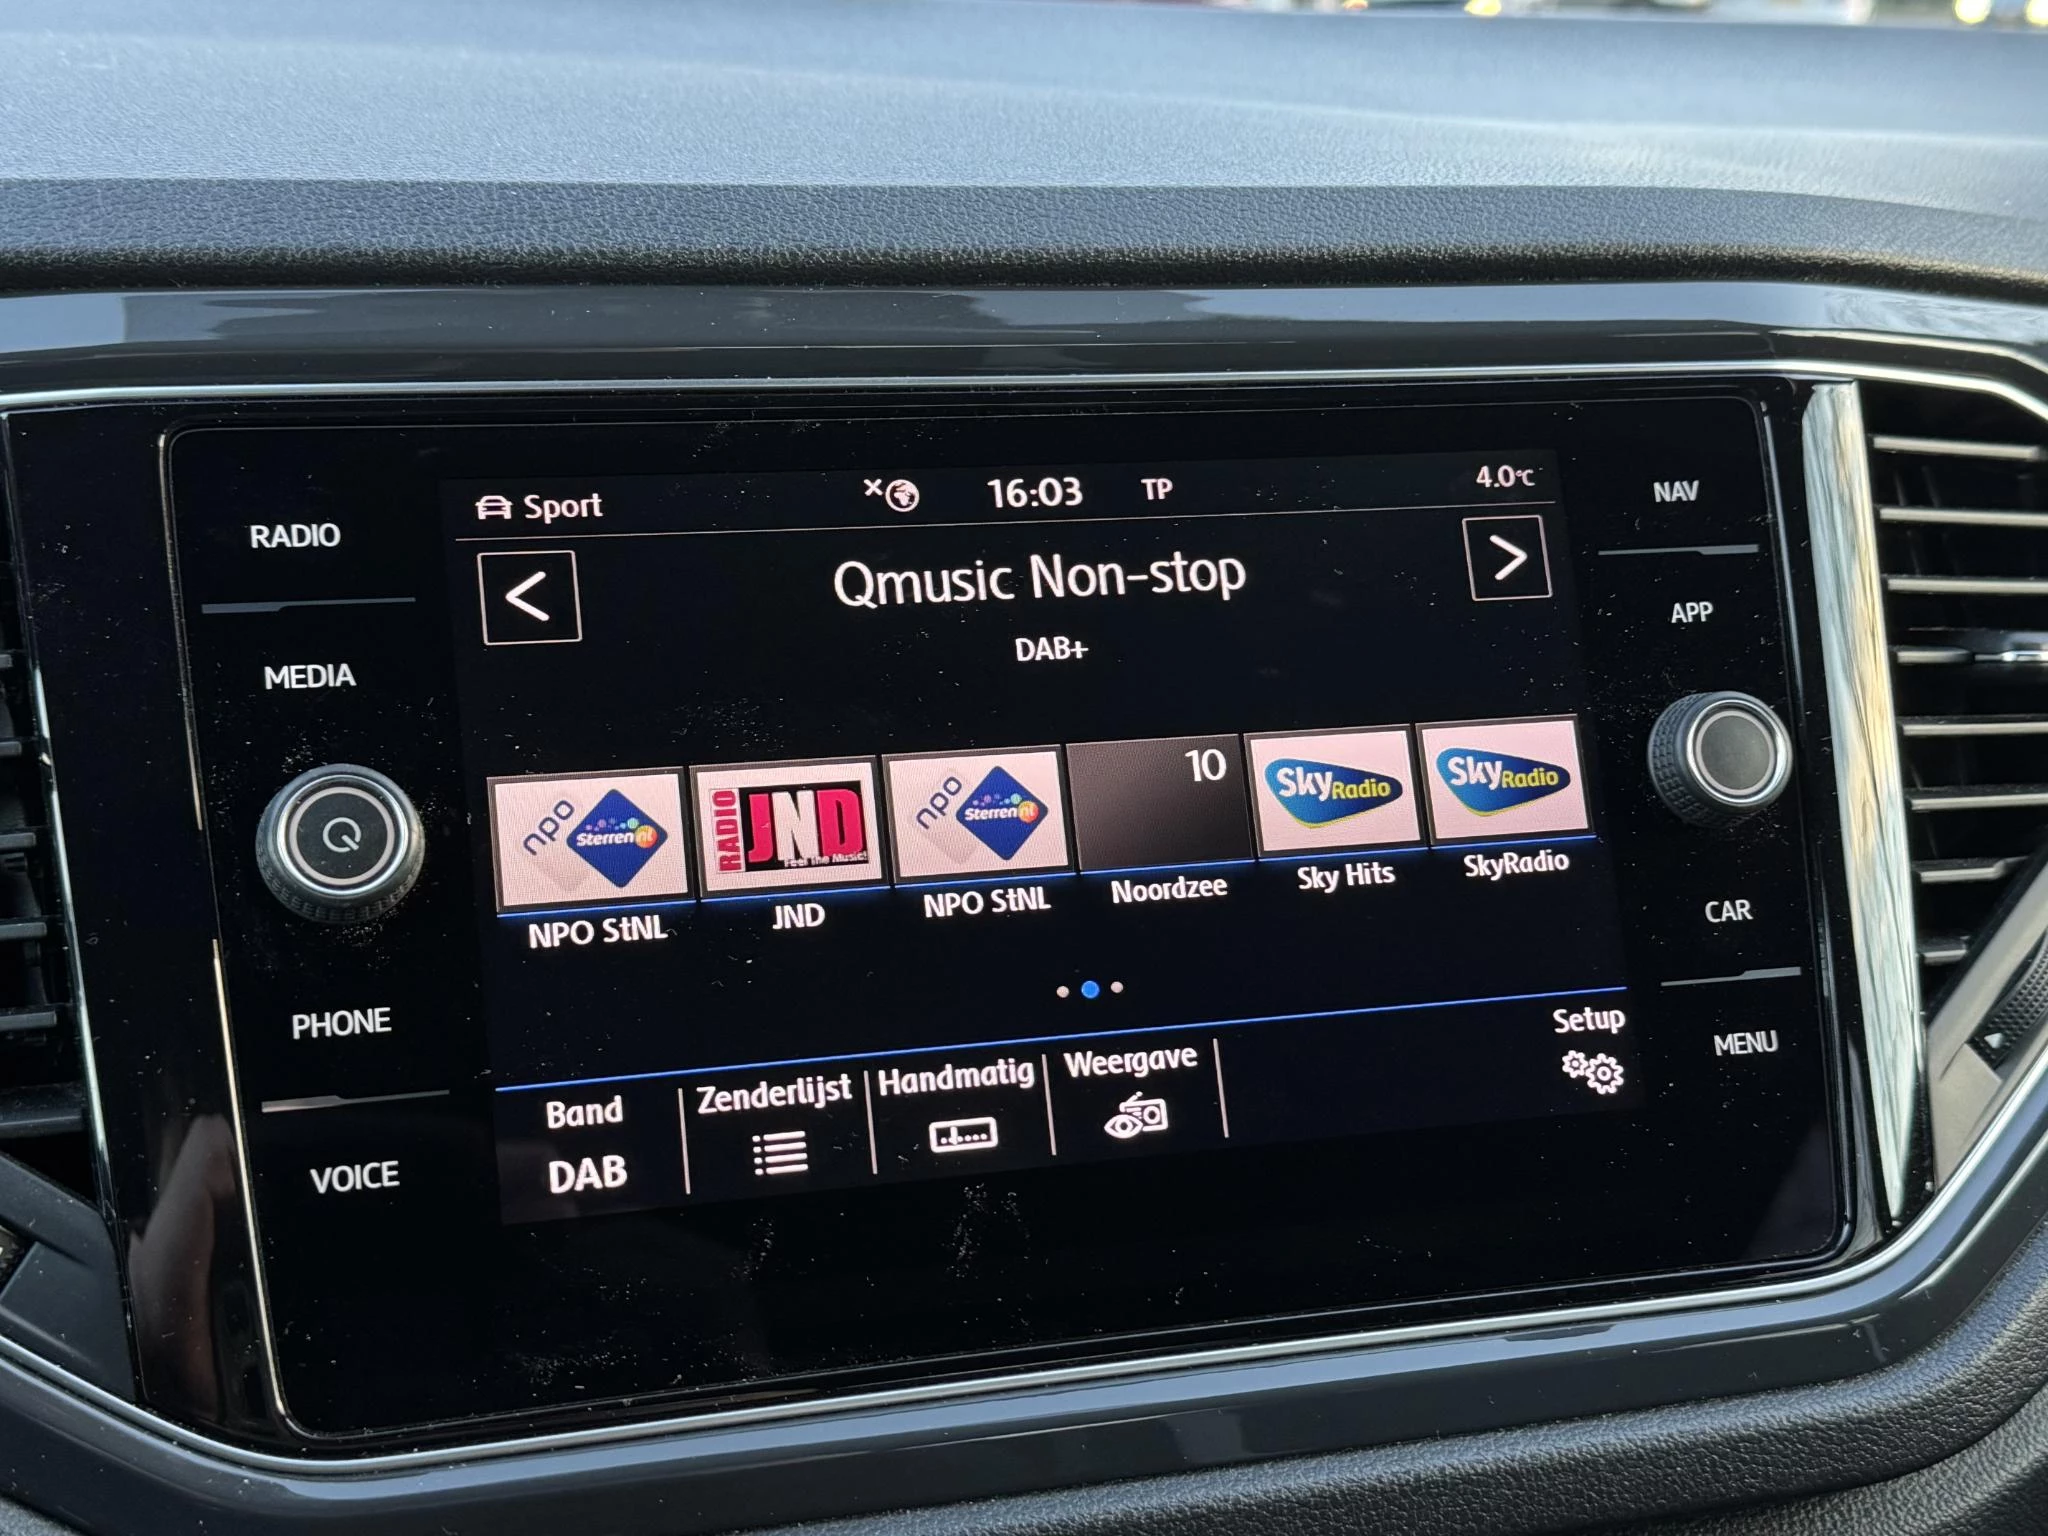 RADIO
MEDIA
PHONE
VOICE
Sport
16:03
TP
4.0°C
Qmusic Non-stop
DAB+
npo Sterren nl
RADIO JND Feel The Music!
npo Sterren nl
10
Sky Radio
Sky Radio
NPO StNL
JND
NPO StNL
Noordzee
Sky Hits
SkyRadio
Band
DAB
Zenderlijst
Handmatig
Weergave
Setup
NAV
APP
CAR
MENU